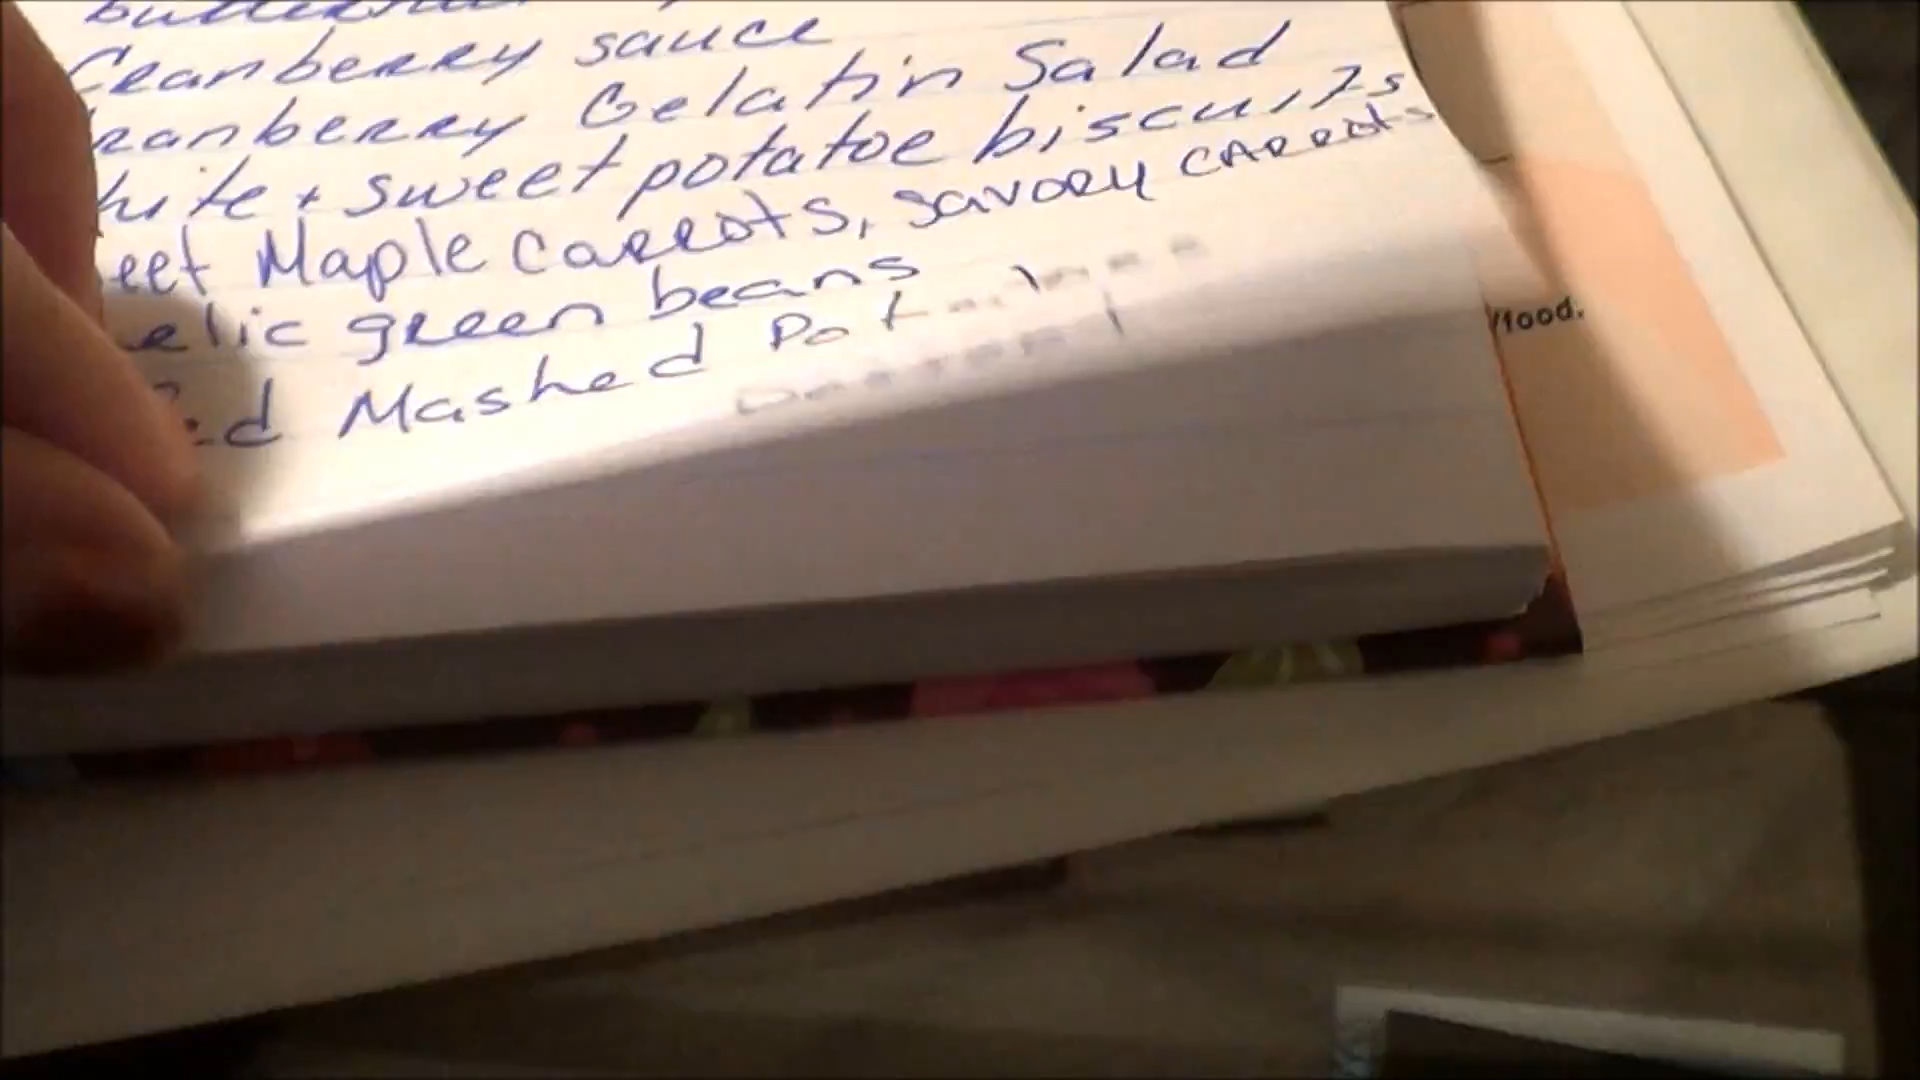 Cranberry sauce
ranberry Gelatin Salad
hite + sweet potatoe biscuits
eet Maple Carrots, savory carrots
elic green beans
ed Mashed Pot
/food.